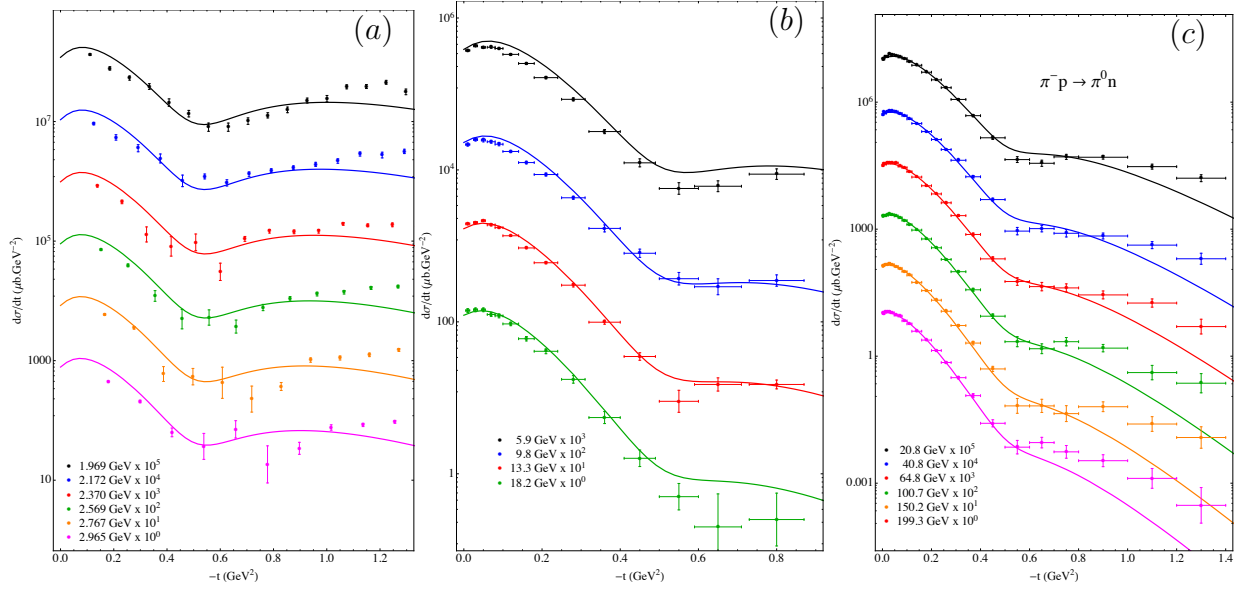 (a)
dσ/dt (μb.GeV⁻²)
10⁷
10⁵
1000
10
1.969 GeV x 10⁵
2.172 GeV x 10⁴
2.370 GeV x 10³
2.569 GeV x 10²
2.767 GeV x 10¹
2.965 GeV x 10⁰
0.0 0.2 0.4 0.6 0.8 1.0 1.2
−t (GeV²)
(b)
dσ/dt (μb.GeV⁻²)
10⁶
10⁴
100
1
5.9 GeV x 10³
9.8 GeV x 10²
13.3 GeV x 10¹
18.2 GeV x 10⁰
0.0 0.2 0.4 0.6 0.8
−t (GeV²)
(c)
π⁻p → π⁰n
dσ/dt (μb.GeV⁻²)
10⁶
1000
1
0.001
20.8 GeV x 10⁵
40.8 GeV x 10⁴
64.8 GeV x 10³
100.7 GeV x 10²
150.2 GeV x 10¹
199.3 GeV x 10⁰
0.0 0.2 0.4 0.6 0.8 1.0 1.2 1.4
−t (GeV²)